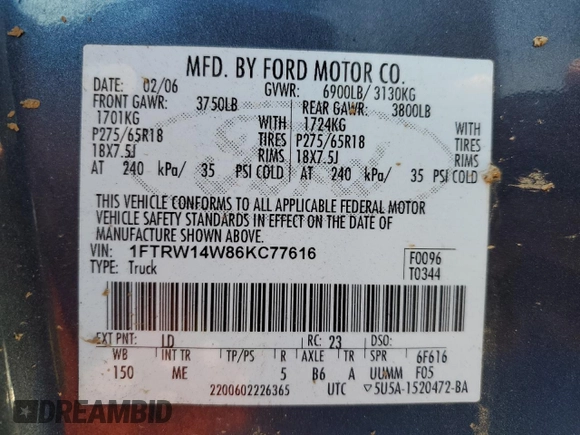 MFD. BY FORD MOTOR CO.
DATE: 02/06 GVWR: 6900LB/ 3130KG
FRONT GAWR: 3750LB REAR GAWR: 3800LB
1701KG WITH 1724KG WITH
P275/65R18 TIRES P275/65R18 TIRES
18X7.5J RIMS 18X7.5J RIMS
AT 240 kPa/ 35 PSI COLD AT 240 kPa/ 35 PSI COLD
THIS VEHICLE CONFORMS TO ALL APPLICABLE FEDERAL MOTOR
VEHICLE SAFETY STANDARDS IN EFFECT ON THE DATE OF
MANUFACTURE SHOWN ABOVE.
VIN: 1FTRW14W86KC77616 F0096
TYPE: Truck T0344
EXT PNT: LD RC: 23 DSO:
WB INT TR TP/PS R AXLE TR SPR 6F616
150 ME 5 B6 A UUMM F05
2200602226365 UTC 5U5A-1520472-BA
DREAMBID